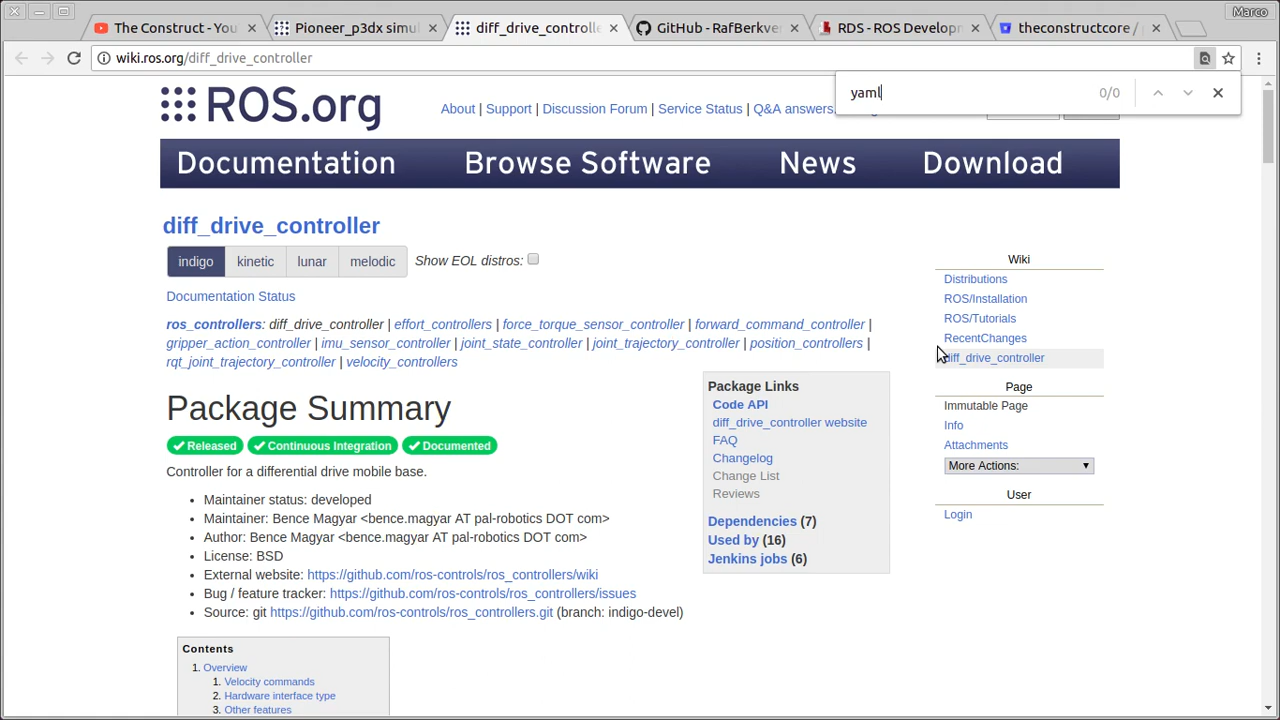 Marco
The Construct - You
Pioneer_p3dx simul
diff_drive_controlle
GitHub - RafBerkve
RDS - ROS Developm
theconstructcore /
wiki.ros.org/diff_drive_controller
yaml 0/0
ROS.org
About | Support | Discussion Forum | Service Status | Q&A answers.
Documentation Browse Software News Download
diff_drive_controller
indigo kinetic lunar melodic Show EOL distros:
Documentation Status
ros_controllers: diff_drive_controller | effort_controllers | force_torque_sensor_controller | forward_command_controller |
gripper_action_controller | imu_sensor_controller | joint_state_controller | joint_trajectory_controller | position_controllers |
rqt_joint_trajectory_controller | velocity_controllers
Package Summary
Released Continuous Integration Documented
Controller for a differential drive mobile base.
• Maintainer status: developed
• Maintainer: Bence Magyar <bence.magyar AT pal-robotics DOT com>
• Author: Bence Magyar <bence.magyar AT pal-robotics DOT com>
• License: BSD
• External website: https://github.com/ros-controls/ros_controllers/wiki
• Bug / feature tracker: https://github.com/ros-controls/ros_controllers/issues
• Source: git https://github.com/ros-controls/ros_controllers.git (branch: indigo-devel)
Package Links
Code API
diff_drive_controller website
FAQ
Changelog
Change List
Reviews
Dependencies (7)
Used by (16)
Jenkins jobs (6)
Contents
1. Overview
1. Velocity commands
2. Hardware interface type
3. Other features
Wiki
Distributions
ROS/Installation
ROS/Tutorials
RecentChanges
diff_drive_controller
Page
Immutable Page
Info
Attachments
More Actions:
User
Login